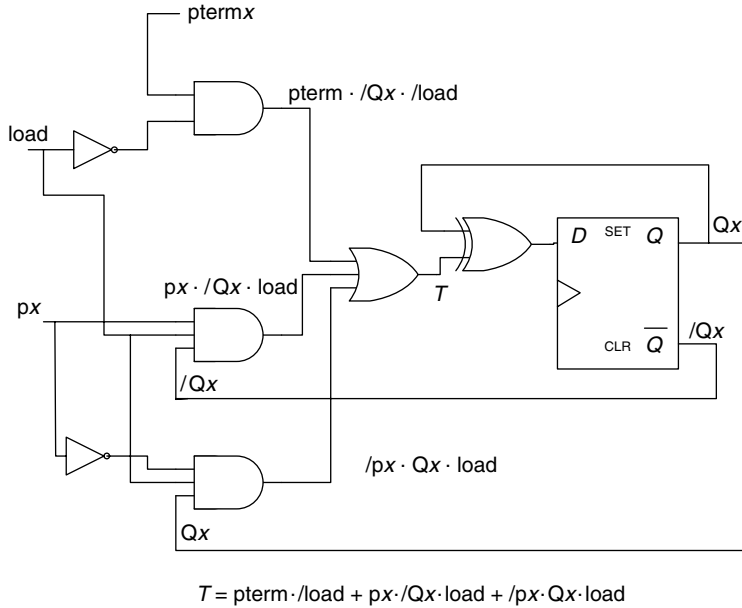 ptermx
pterm · /Qx · /load
load
Qx
D SET Q
px · /Qx · load
T
px
/Qx
CLR Q̅
/Qx
/px · Qx · load
Qx
T = pterm·/load + px·/Qx·load + /px·Qx·load